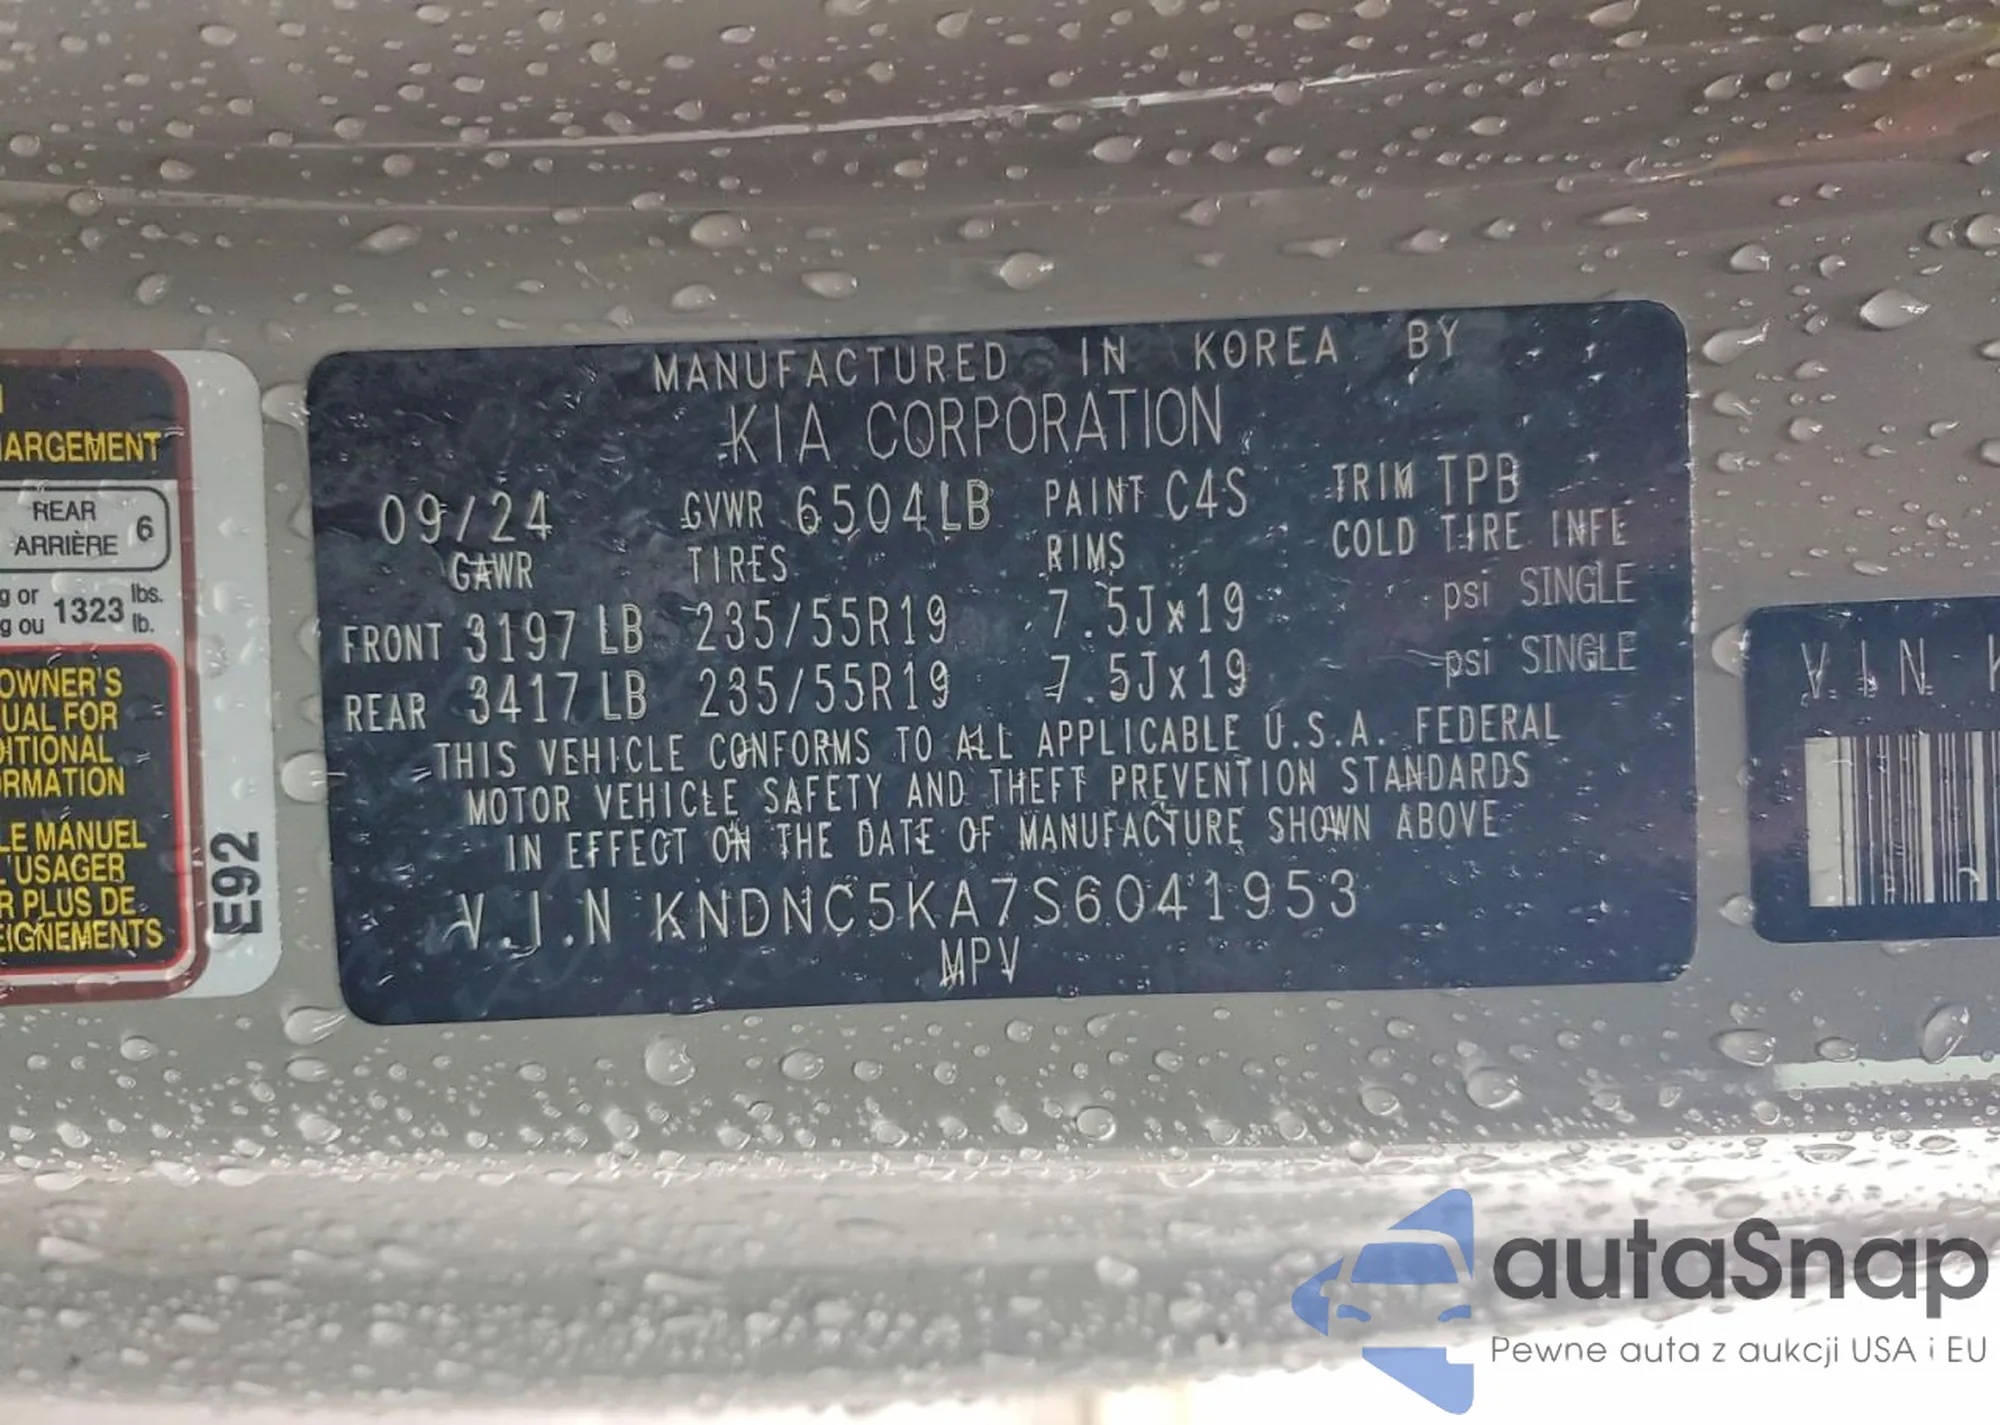 MANUFACTURED IN KOREA BY
KIA CORPORATION
09/24 GVWR 6504LB PAINT C4S TRIM TPB
GAWR TIRES RIMS COLD TIRE INFL
FRONT 3197 LB 235/55R19 7.5Jx19 psi SINGLE
REAR 3417 LB 235/55R19 7.5Jx19 psi SINGLE
THIS VEHICLE CONFORMS TO ALL APPLICABLE U.S.A. FEDERAL
MOTOR VEHICLE SAFETY AND THEFT PREVENTION STANDARDS
IN EFFECT ON THE DATE OF MANUFACTURE SHOWN ABOVE
V.I.N KNDNC5KA7S6041953
MPV
ARGEMENT
REAR
ARRIÈRE 6
g or 1323 lbs.
g ou lb.
OWNER'S
UAL FOR
DITIONAL
ORMATION
LE MANUEL
L'USAGER
R PLUS DE
EIGNEMENTS
E92
V I N K
autaSnap
Pewne auta z aukcji USA i EU